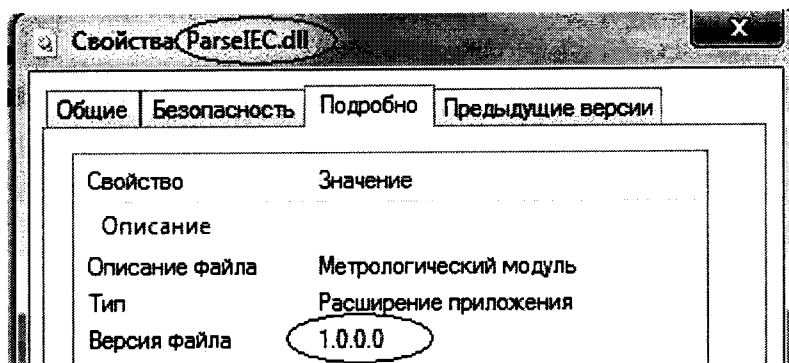 Свойства: ParseIEC.dll
X
Общие Безопасность Подробно Предыдущие версии
Свойство Значение
Описание
Описание файла Метрологический модуль
Тип Расширение приложения
Версия файла 1.0.0.0